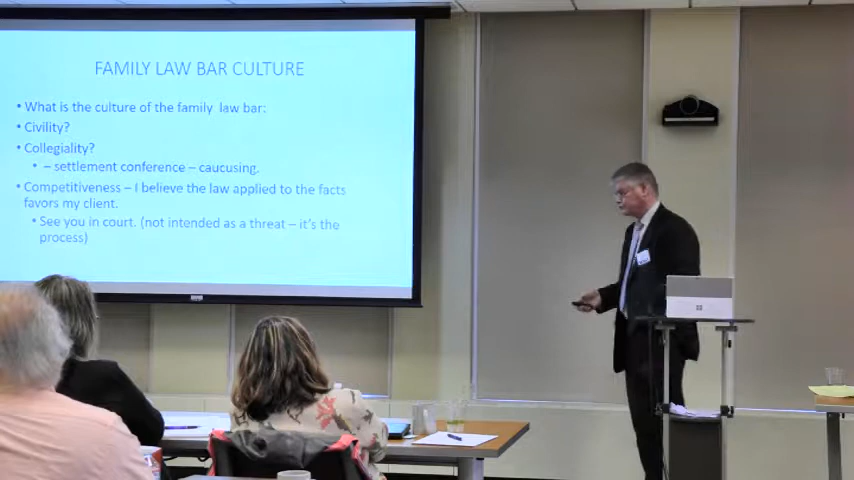 FAMILY LAW BAR CULTURE
• What is the culture of the family law bar:
• Civility?
• Collegiality?
• – settlement conference – caucusing.
• Competitiveness – I believe the law applied to the facts
favors my client.
• See you in court. (not intended as a threat – it's the
process)